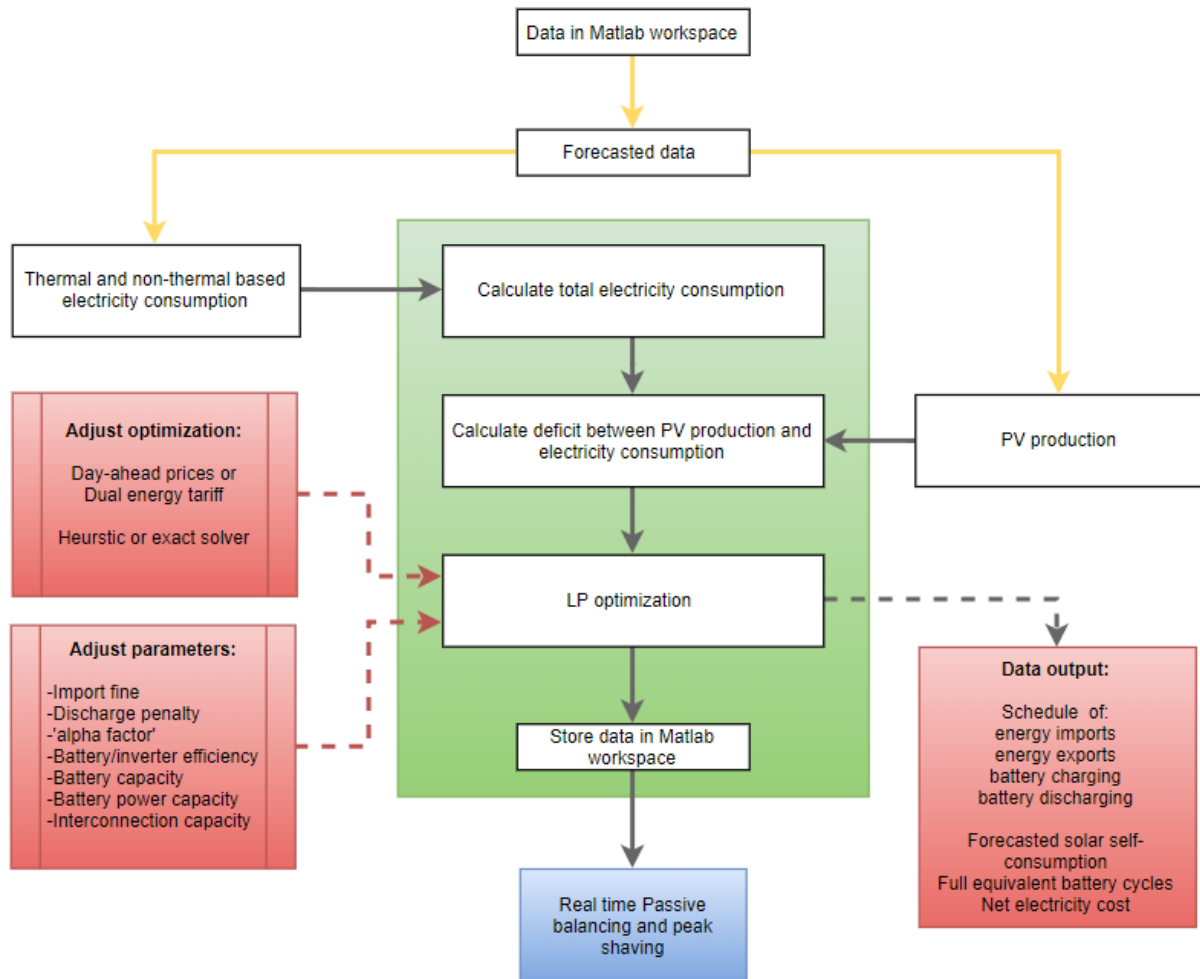 Data in Matlab workspace
Forecasted data
Thermal and non-thermal based
electricity consumption
Calculate total electricity consumption
Adjust optimization:
Day-ahead prices or
Dual energy tariff
Heurstic or exact solver
Calculate deficit between PV production and
electricity consumption
PV production
LP optimization
Adjust parameters:
-Import fine
-Discharge penalty
-'alpha factor'
-Battery/inverter efficiency
-Battery capacity
-Battery power capacity
-Interconnection capacity
Store data in Matlab
workspace
Data output:
Schedule of:
energy imports
energy exports
battery charging
battery discharging
Forecasted solar self-
consumption
Full equivalent battery cycles
Net electricity cost
Real time Passive
balancing and peak
shaving